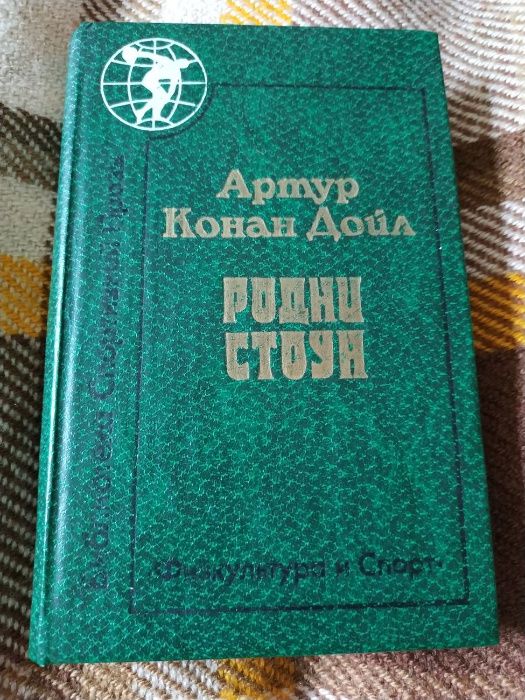 Артур
Конан Дойл
РОДНИ
СТОУН
Библиотека Спортивной Прозы
«Физкультура и Спорт»